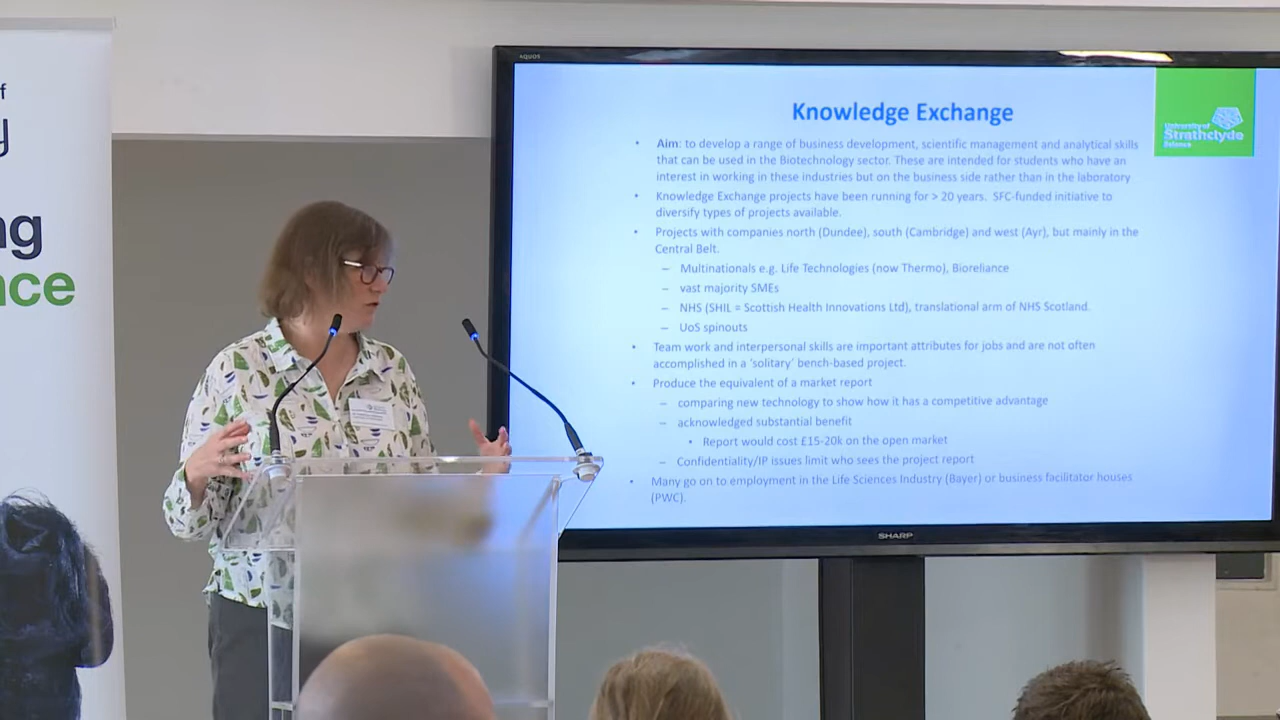 f
y
ng
nce
AQUOS
Knowledge Exchange
University of
Strathclyde
Science
• Aim: to develop a range of business development, scientific management and analytical skills
that can be used in the Biotechnology sector. These are intended for students who have an
interest in working in these industries but on the business side rather than in the laboratory
• Knowledge Exchange projects have been running for > 20 years. SFC-funded initiative to
diversify types of projects available.
• Projects with companies north (Dundee), south (Cambridge) and west (Ayr), but mainly in the
Central Belt.
– Multinationals e.g. Life Technologies (now Thermo), Bioreliance
– vast majority SMEs
– NHS (SHIL = Scottish Health Innovations Ltd), translational arm of NHS Scotland.
– UoS spinouts
• Team work and interpersonal skills are important attributes for jobs and are not often
accomplished in a 'solitary' bench-based project.
• Produce the equivalent of a market report
– comparing new technology to show how it has a competitive advantage
– acknowledged substantial benefit
• Report would cost £15-20k on the open market
– Confidentiality/IP issues limit who sees the project report
• Many go on to employment in the Life Sciences Industry (Bayer) or business facilitator houses
(PWC).
SHARP